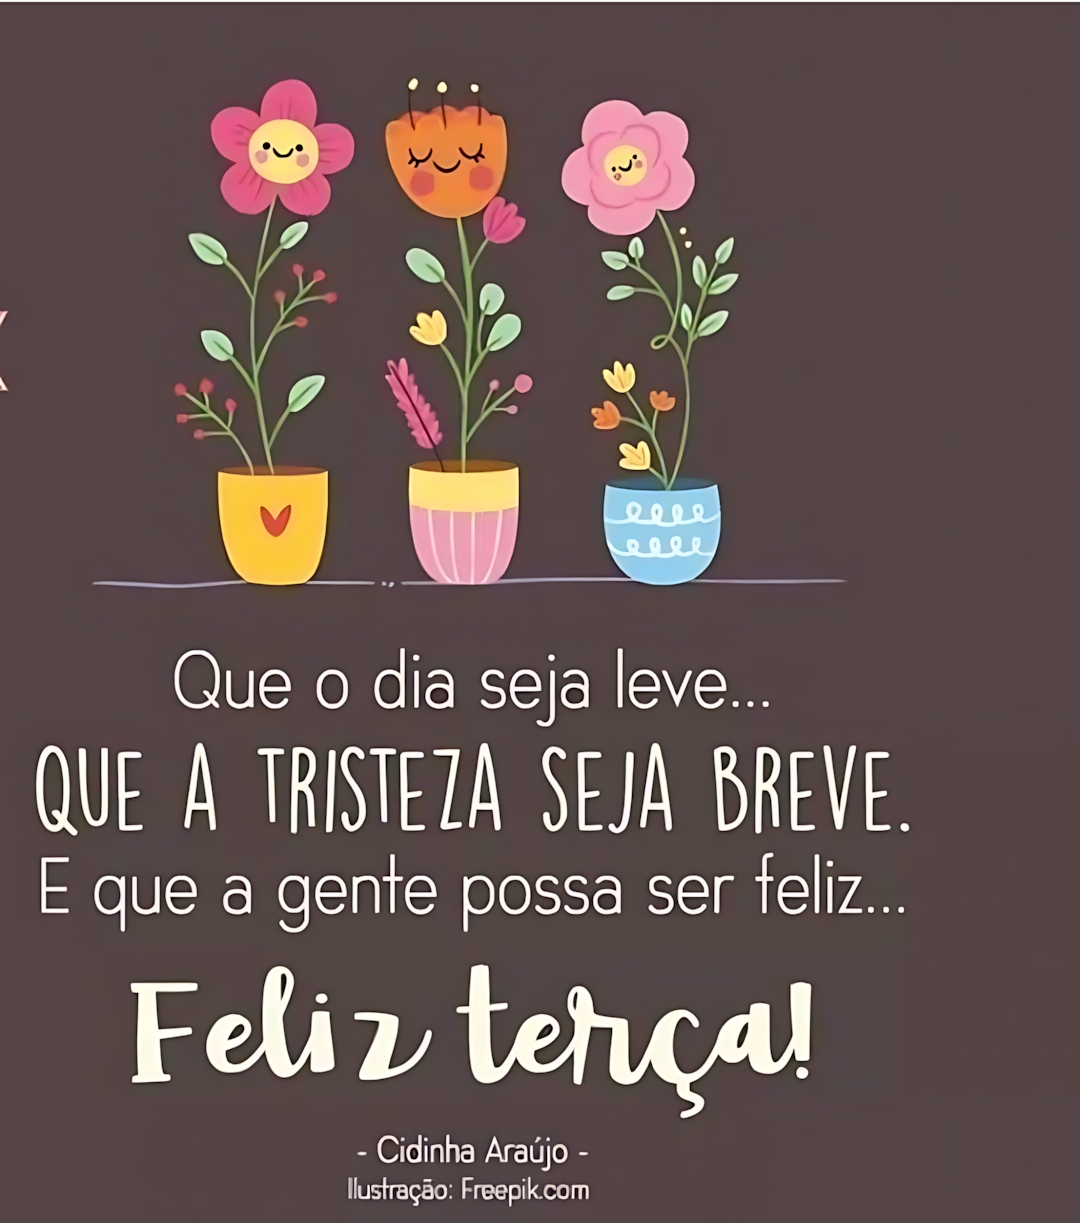 Que o dia seja leve...
QUE A TRISTEZA SEJA BREVE.
E que a gente possa ser feliz...
Feliz terça!
- Cidinha Araújo -
Ilustração: Freepik.com